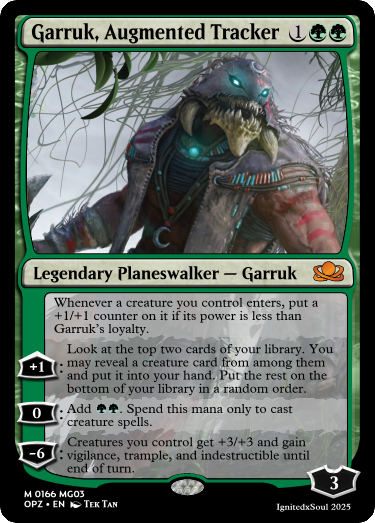 Garruk, Augmented Tracker 1
Legendary Planeswalker — Garruk
Whenever a creature you control enters, put a
+1/+1 counter on it if its power is less than
Garruk's loyalty.
Look at the top two cards of your library. You
+1: may reveal a creature card from among them
and put it into your hand. Put the rest on the
bottom of your library in a random order.
0: Add . Spend this mana only to cast
creature spells.
Creatures you control get +3/+3 and gain
-6: vigilance, trample, and indestructible until
end of turn.
3
M 0166 MG03
OPZ • EN Tek Tan
IgnitedxSoul 2025